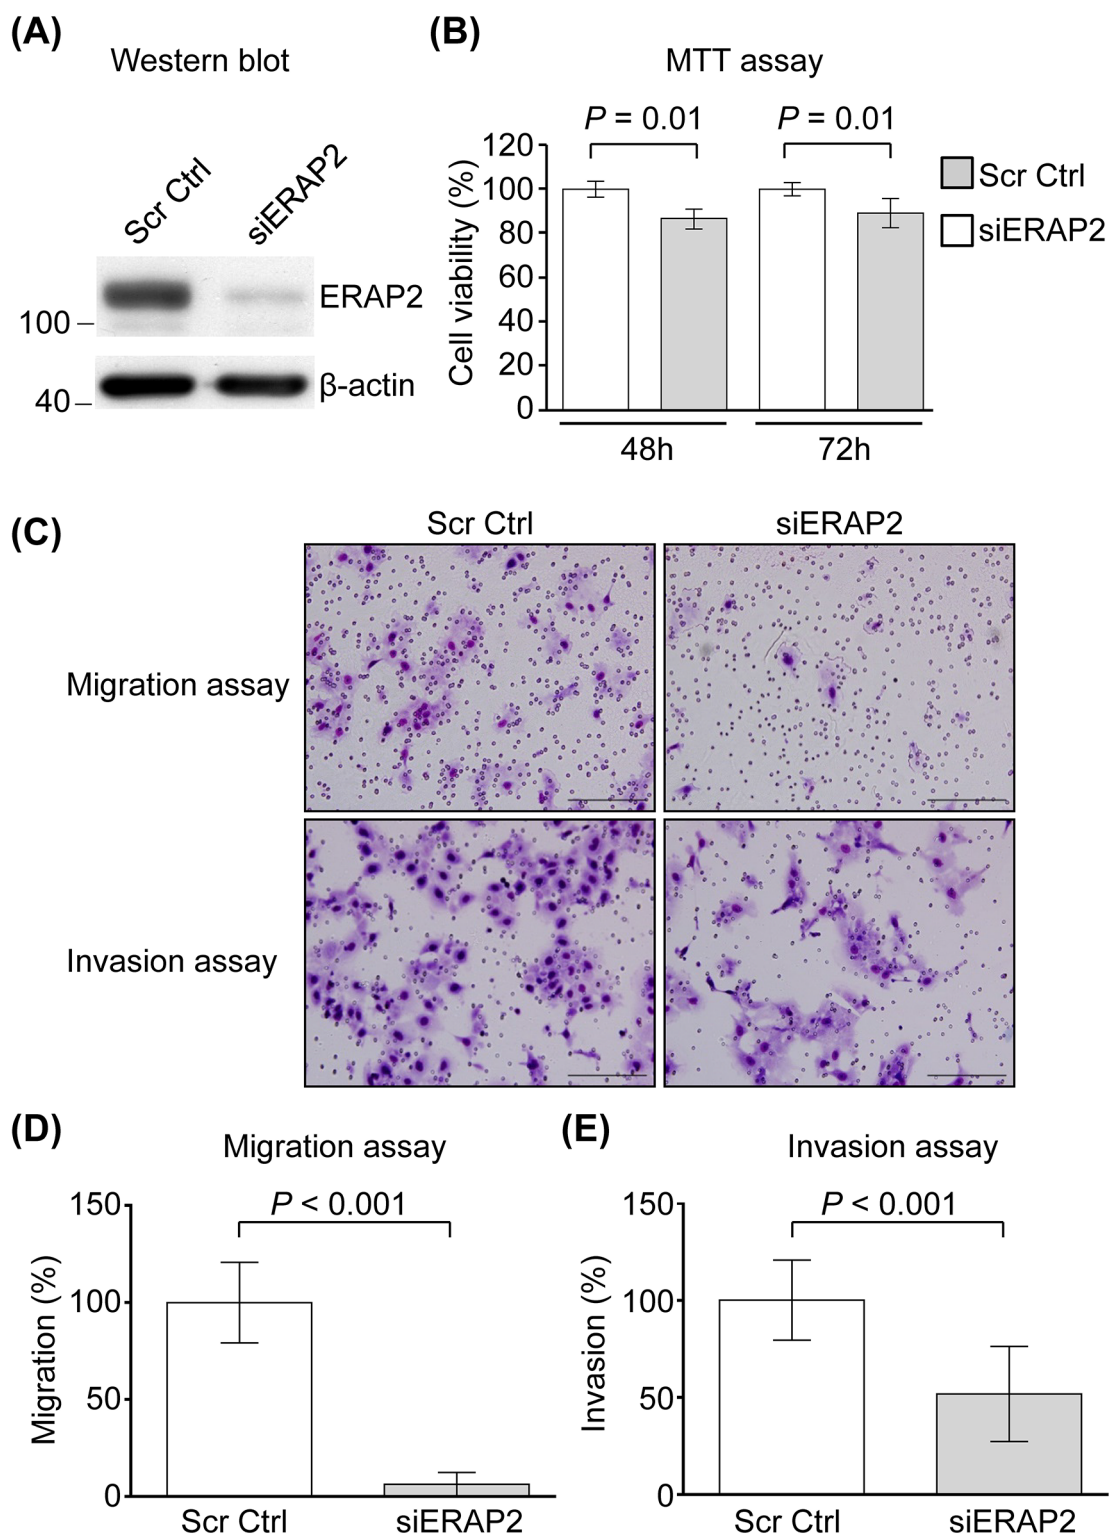 (A)
Western blot
Scr Ctrl
siERAP2
ERAP2
100
β-actin
40
(B)
MTT assay
P = 0.01
P = 0.01
Cell viability (%)
120
100
80
60
40
20
0
48h
72h
Scr Ctrl
siERAP2
(C)
Scr Ctrl
siERAP2
Migration assay
Invasion assay
(D)
Migration assay
P < 0.001
Migration (%)
150
100
50
0
Scr Ctrl
siERAP2
(E)
Invasion assay
P < 0.001
Invasion (%)
150
100
50
0
Scr Ctrl
siERAP2